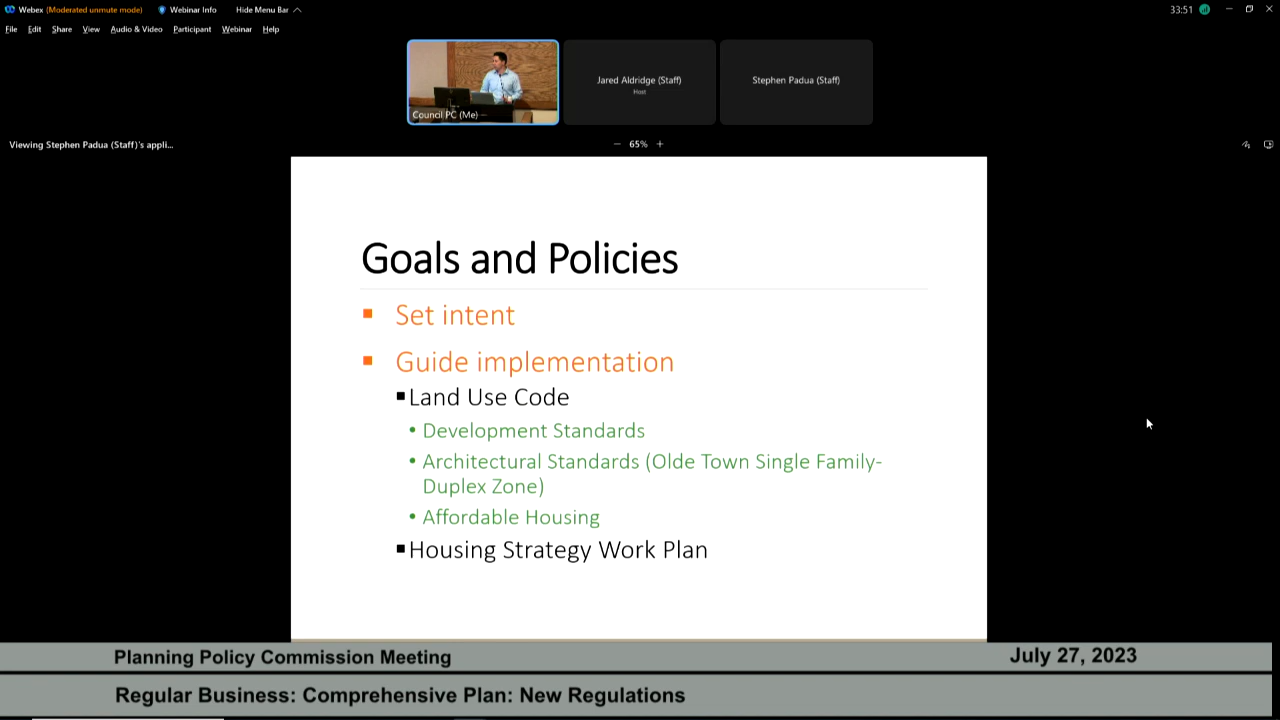 Webex (Moderated unmute mode) Webinar Info Hide Menu Bar 33:51
File Edit Share View Audio & Video Participant Webinar Help
Jared Aldridge (Staff)
Host
Stephen Padua (Staff)
Council PC (Me)
Viewing Stephen Padua (Staff)'s appli...
− 65% +
Goals and Policies
Set intent
Guide implementation
Land Use Code
Development Standards
Architectural Standards (Olde Town Single Family-
Duplex Zone)
Affordable Housing
Housing Strategy Work Plan
Planning Policy Commission Meeting
July 27, 2023
Regular Business: Comprehensive Plan: New Regulations